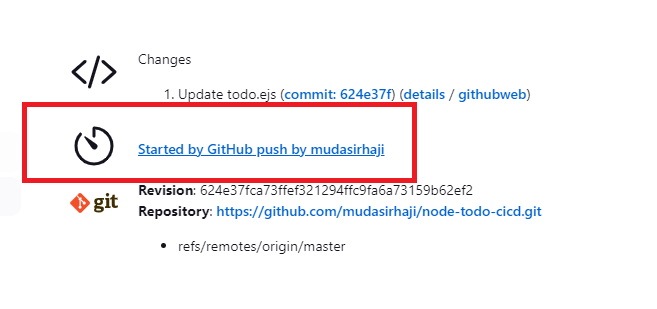 Changes
1. Update todo.ejs (commit: 624e37f) (details / githubweb)
Started by GitHub push by mudasirhaji
git
Revision: 624e37fca73ffef321294ffc9fa6a73159b62ef2
Repository: https://github.com/mudasirhaji/node-todo-cicd.git
• refs/remotes/origin/master